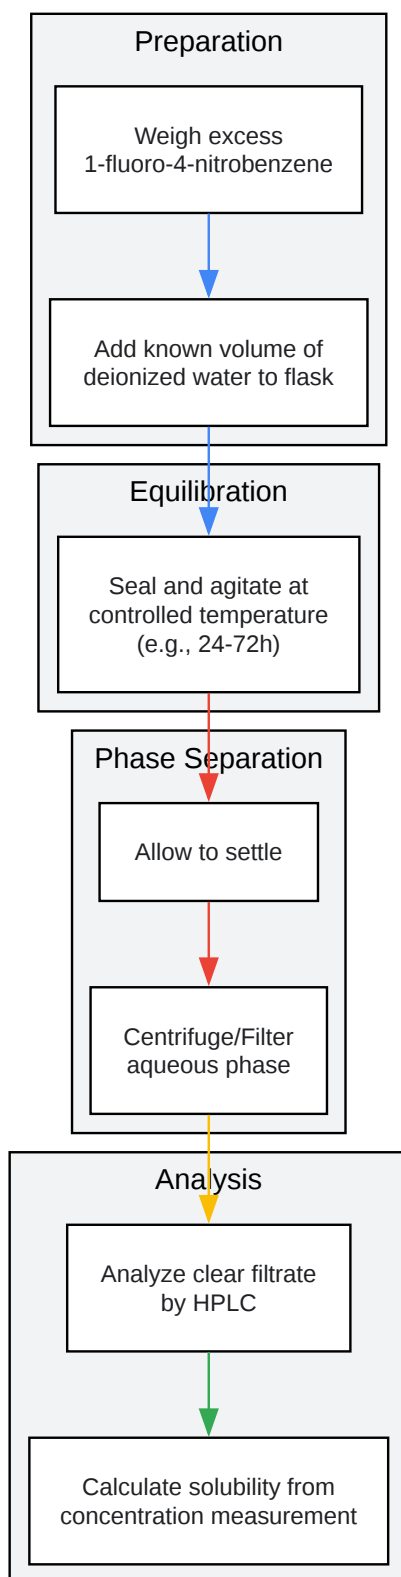 Preparation
Weigh excess
1-fluoro-4-nitrobenzene
Add known volume of
deionized water to flask
Equilibration
Seal and agitate at
controlled temperature
(e.g., 24-72h)
Phase Separation
Allow to settle
Centrifuge/Filter
aqueous phase
Analysis
Analyze clear filtrate
by HPLC
Calculate solubility from
concentration measurement